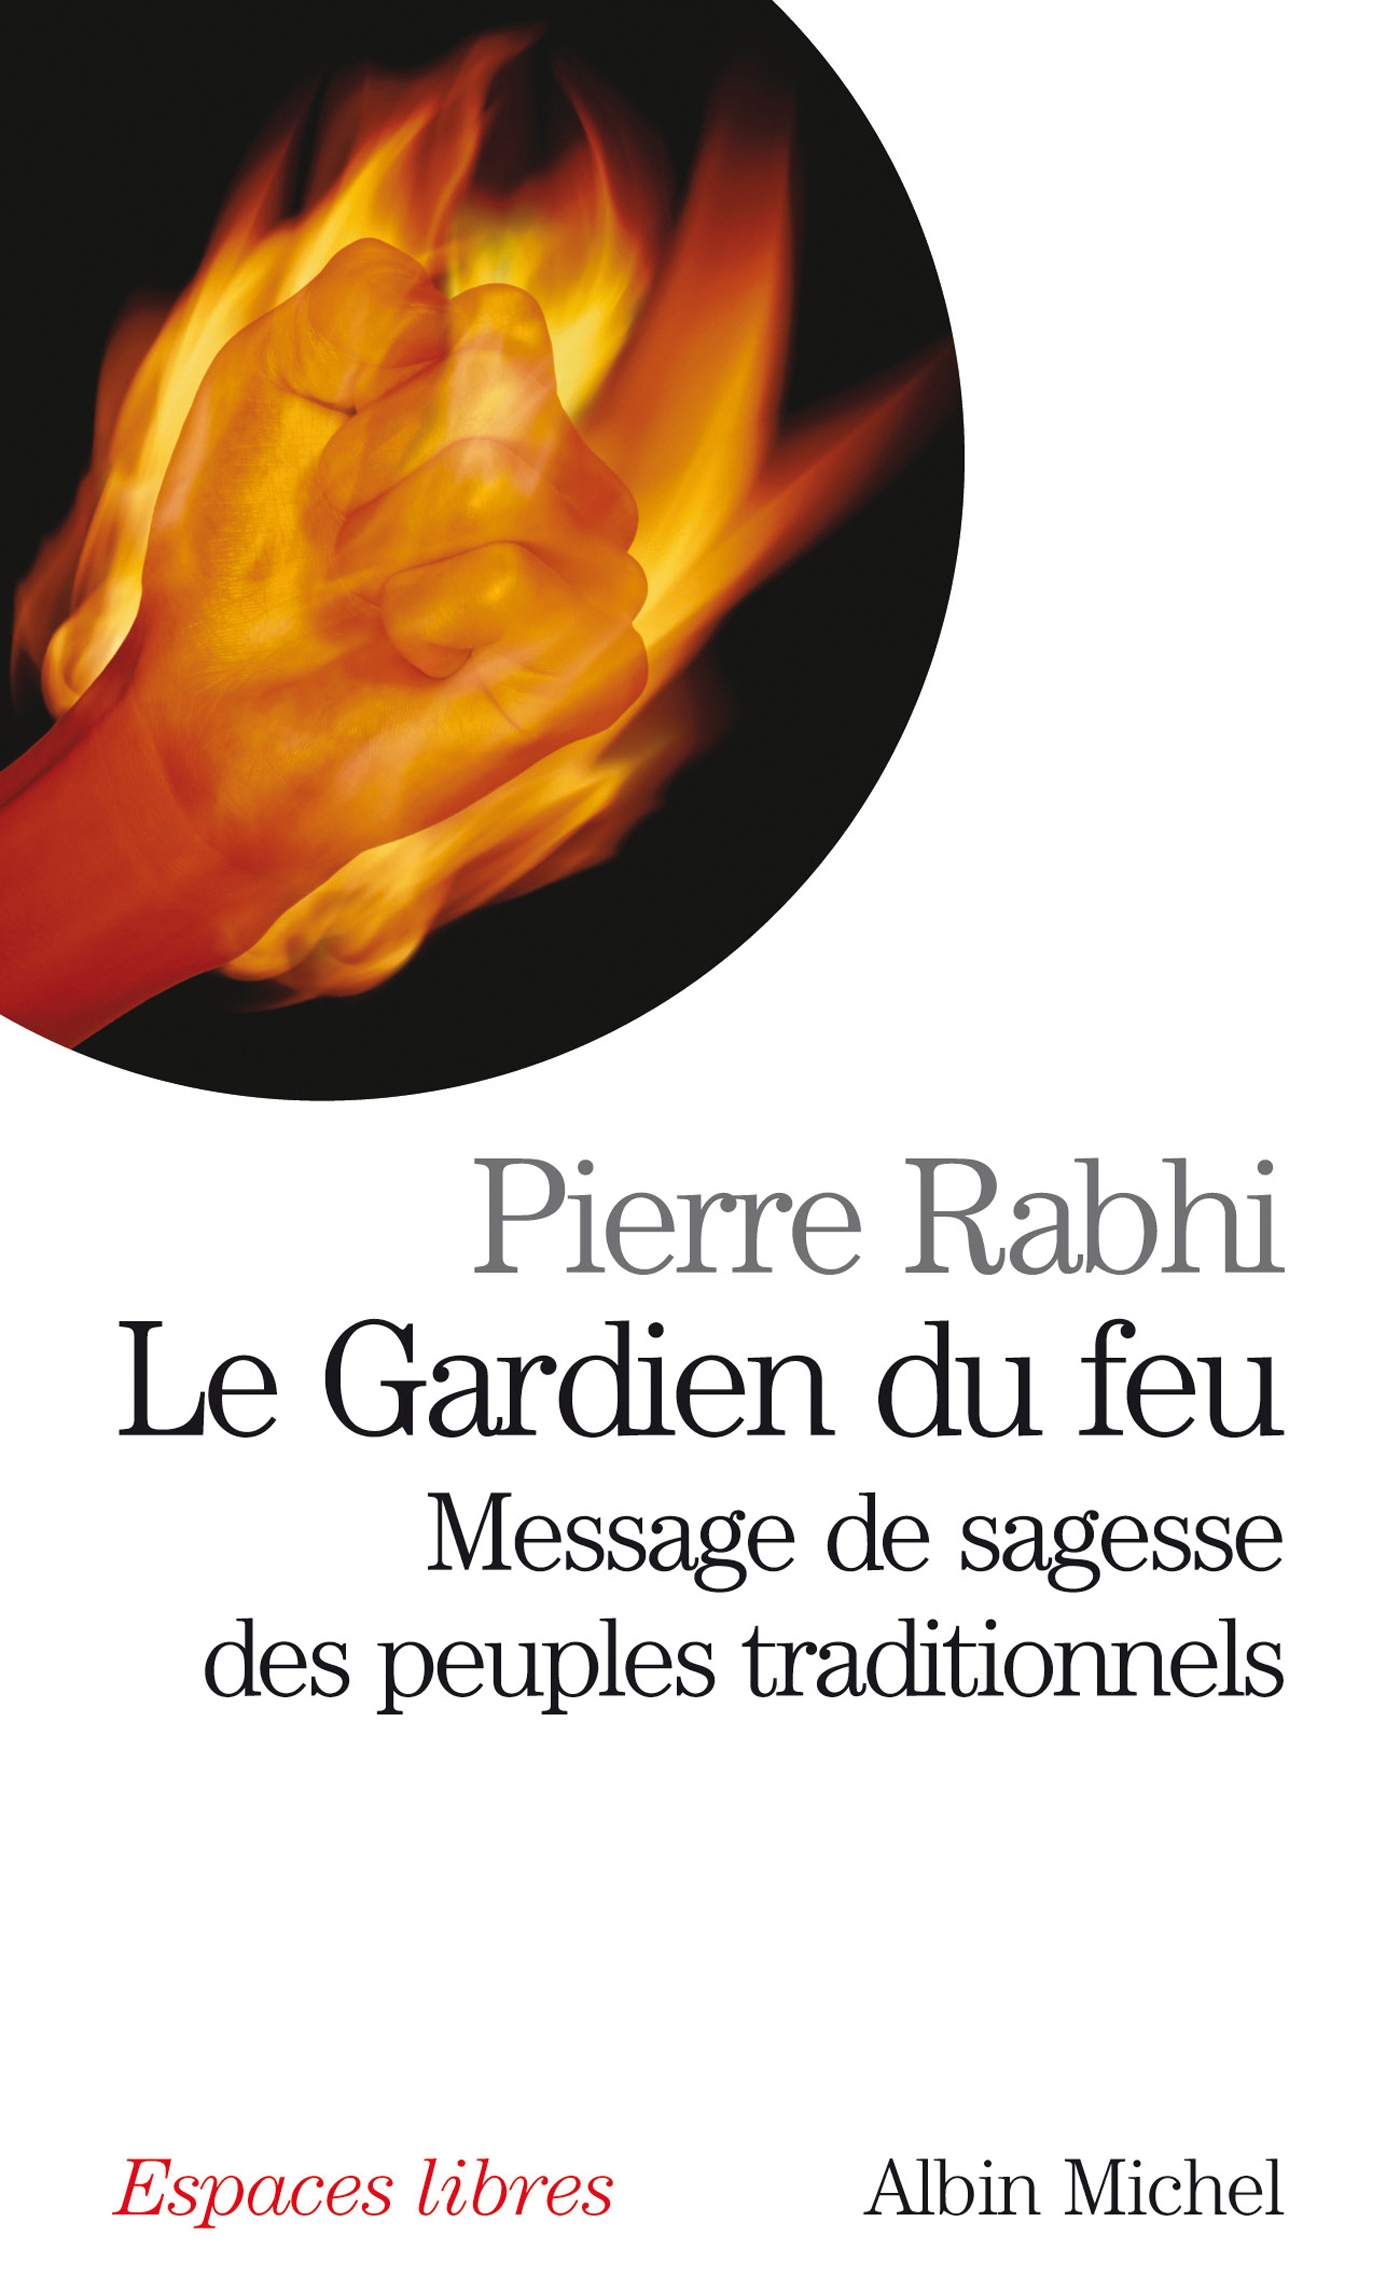 Pierre Rabhi
Le Gardien du feu
Message de sagesse
des peuples traditionnels
Espaces libres
Albin Michel